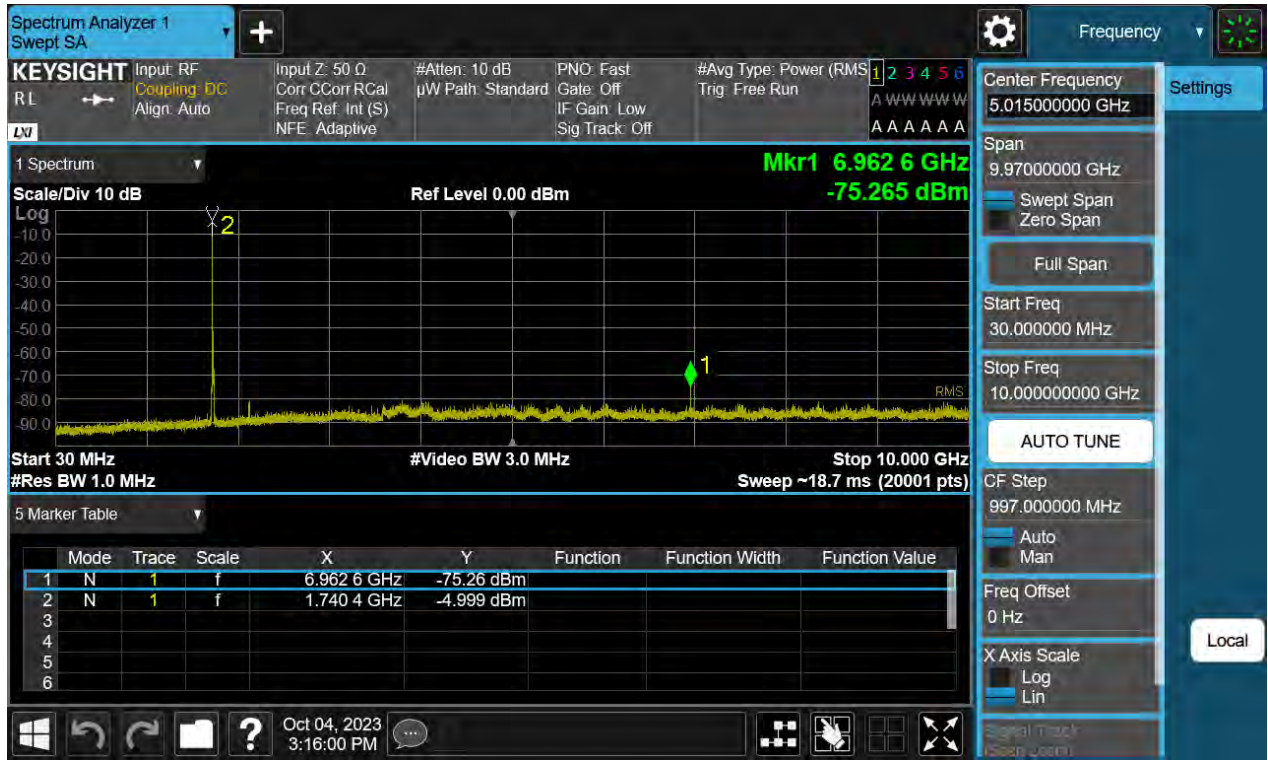 Spectrum Analyzer 1
Swept SA
+
Frequency
KEYSIGHT
RL
LXI
Input: RF
Coupling: DC
Align: Auto
Input Z: 50 Ω
Corr CCorr RCal
Freq Ref: Int (S)
NFE: Adaptive
#Atten: 10 dB
µW Path: Standard
PNO: Fast
Gate: Off
IF Gain: Low
Sig Track: Off
#Avg Type: Power (RMS
Trig: Free Run
1 2 3 4 5 6
A W W W W W
A A A A A A
1 Spectrum
Scale/Div 10 dB
Ref Level 0.00 dBm
Mkr1 6.962 6 GHz
-75.265 dBm
Log
-10.0
-20.0
-30.0
-40.0
-50.0
-60.0
-70.0
-80.0
-90.0
2
1
RMS
Start 30 MHz
#Video BW 3.0 MHz
Stop 10.000 GHz
#Res BW 1.0 MHz
Sweep ~18.7 ms (20001 pts)
5 Marker Table
Mode Trace Scale X Y Function Function Width Function Value
1 N 1 f 6.962 6 GHz -75.26 dBm
2 N 1 f 1.740 4 GHz -4.999 dBm
3
4
5
6
Oct 04, 2023
3:16:00 PM
?
Settings
Center Frequency
5.015000000 GHz
Span
9.97000000 GHz
Swept Span
Zero Span
Full Span
Start Freq
30.000000 MHz
Stop Freq
10.000000000 GHz
AUTO TUNE
CF Step
997.000000 MHz
Auto
Man
Freq Offset
0 Hz
X Axis Scale
Log
Lin
Signal Track
(Span Zoom)
Local